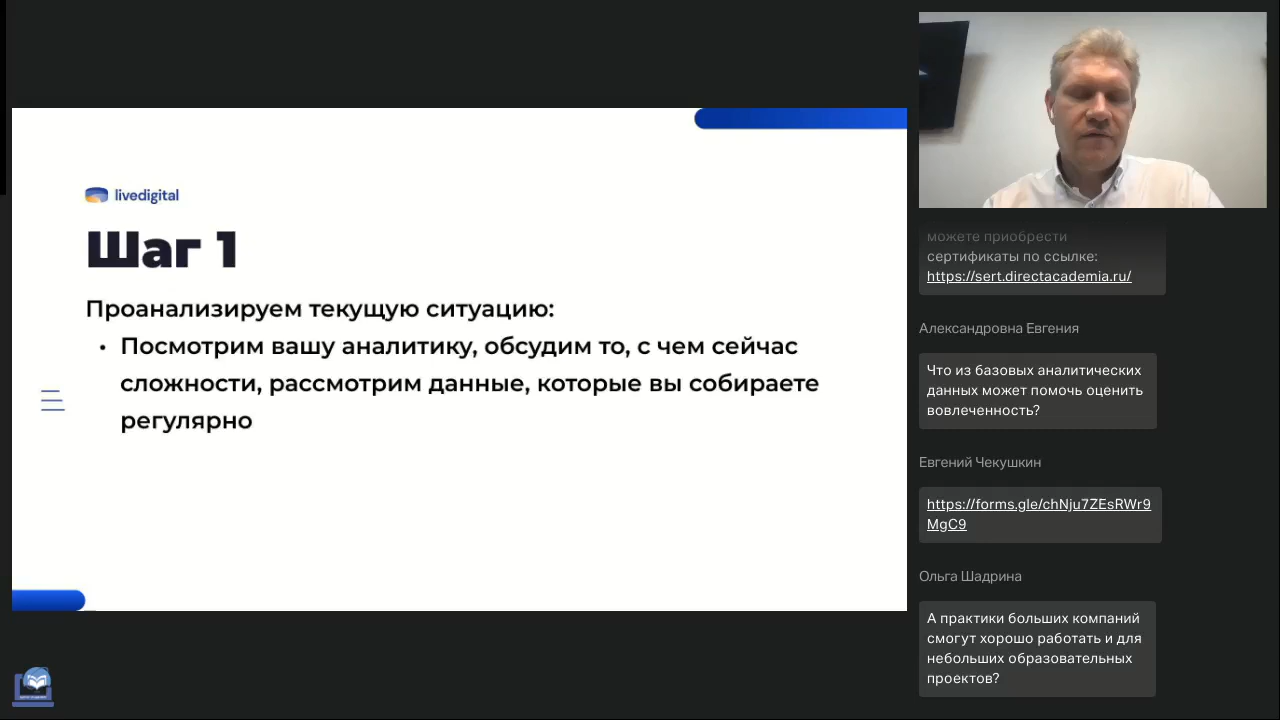 livedigital
Шаг 1
Проанализируем текущую ситуацию:
• Посмотрим вашу аналитику, обсудим то, с чем сейчас
сложности, рассмотрим данные, которые вы собираете
регулярно
можете приобрести
сертификаты по ссылке:
https://sert.directacademia.ru/
Александровна Евгения
Что из базовых аналитических
данных может помочь оценить
вовлеченность?
Евгений Чекушкин
https://forms.gle/chNju7ZEsRWr9
MgC9
Ольга Шадрина
А практики больших компаний
смогут хорошо работать и для
небольших образовательных
проектов?